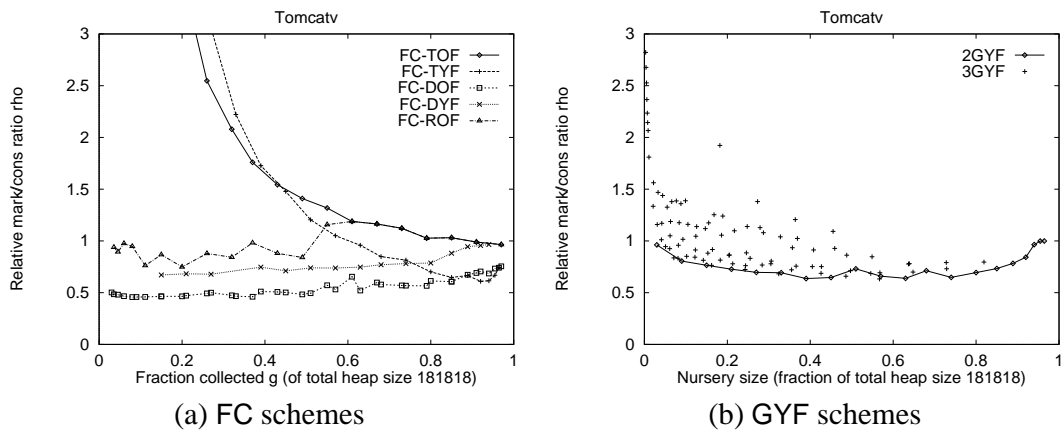 Tomcatv
Relative mark/cons ratio rho
3
2.5
2
1.5
1
0.5
0
FC-TOF
FC-TYF
FC-DOF
FC-DYF
FC-ROF
0 0.2 0.4 0.6 0.8 1
Fraction collected g (of total heap size 181818)
(a) FC schemes
Tomcatv
Relative mark/cons ratio rho
3
2.5
2
1.5
1
0.5
0
2GYF
3GYF
0 0.2 0.4 0.6 0.8 1
Nursery size (fraction of total heap size 181818)
(b) GYF schemes